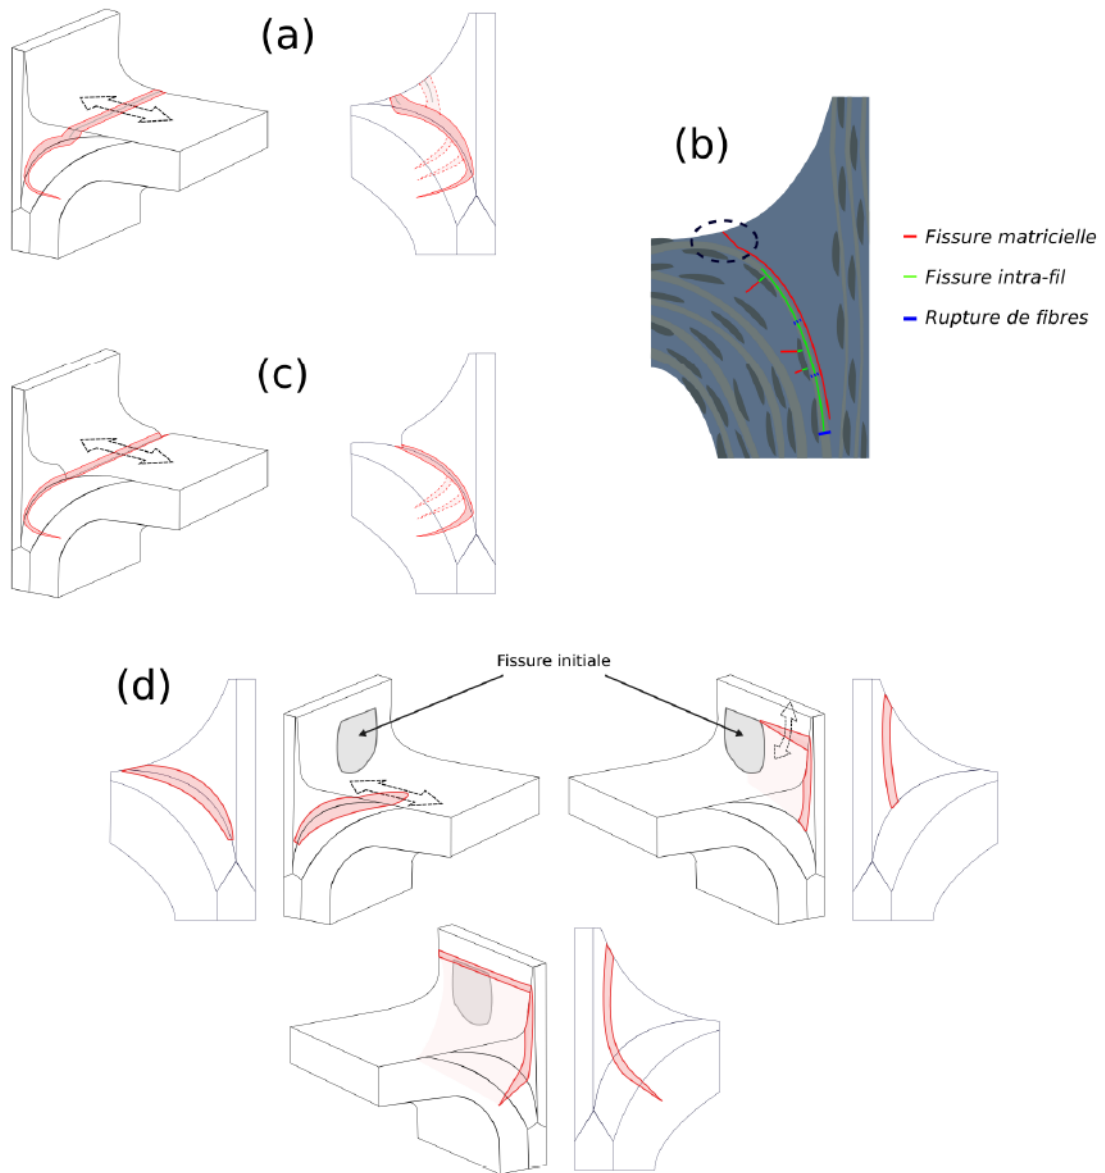 (a)
(b)
Fissure matricielle
Fissure intra-fil
Rupture de fibres
(c)
Fissure initiale
(d)